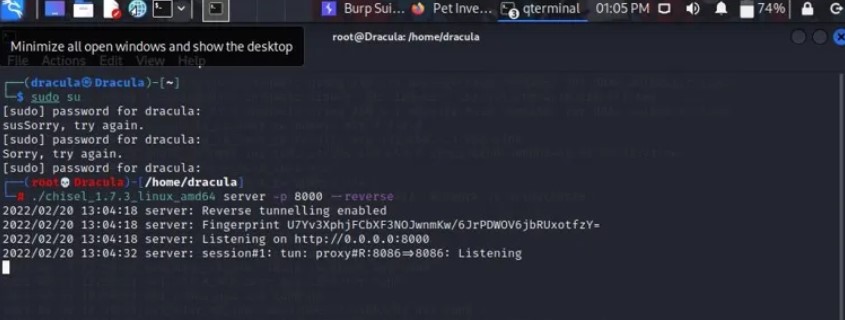 Burp Sui... Pet Inve... qterminal 01:05 PM 74%
3
Minimize all open windows and show the desktop
root@Dracula: /home/dracula
File Actions Edit View Help
(dracula㉿Dracula)-[~]
$ sudo su
[sudo] password for dracula:
susSorry, try again.
[sudo] password for dracula:
Sorry, try again.
[sudo] password for dracula:
(root💀Dracula)-[/home/dracula]
# ./chisel_1.7.3_linux_amd64 server -p 8000 --reverse
2022/02/20 13:04:18 server: Reverse tunnelling enabled
2022/02/20 13:04:18 server: Fingerprint U7Yv3XphjFCbXF3NOJwnmKw/6JrPDWOV6jbRUxotfzY=
2022/02/20 13:04:18 server: Listening on http://0.0.0.0:8000
2022/02/20 13:04:32 server: session#1: tun: proxy#R:8086=>8086: Listening